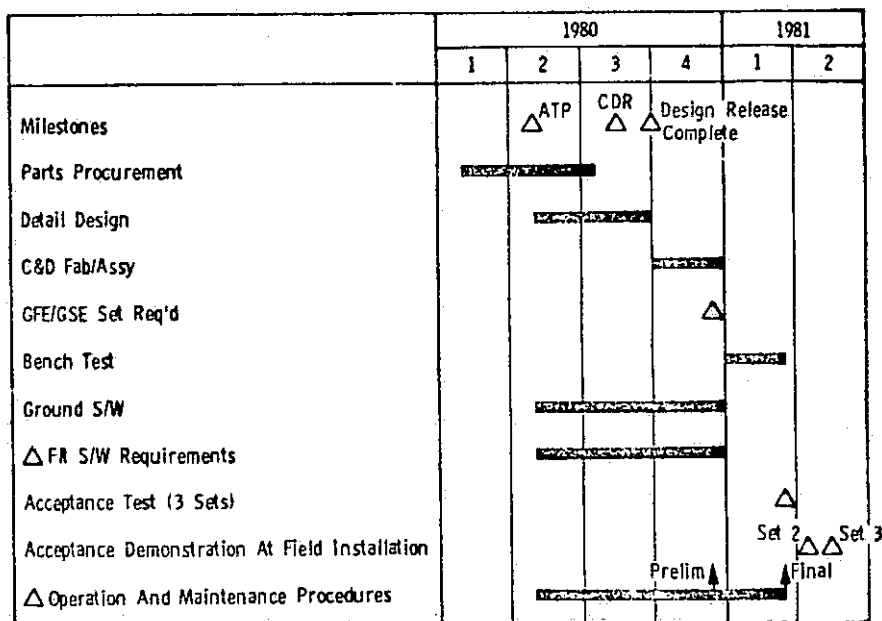 1980 1981
1 2 3 4 1 2
Milestones
ATP CDR Design Release
Complete
Parts Procurement
Detail Design
C&D Fab/Assy
GFE/GSE Set Req'd
Bench Test
Ground S/W
△ FR S/W Requirements
Acceptance Test (3 Sets)
Set 2 Set 3
Acceptance Demonstration At Field Installation
Prelim Final
△ Operation And Maintenance Procedures